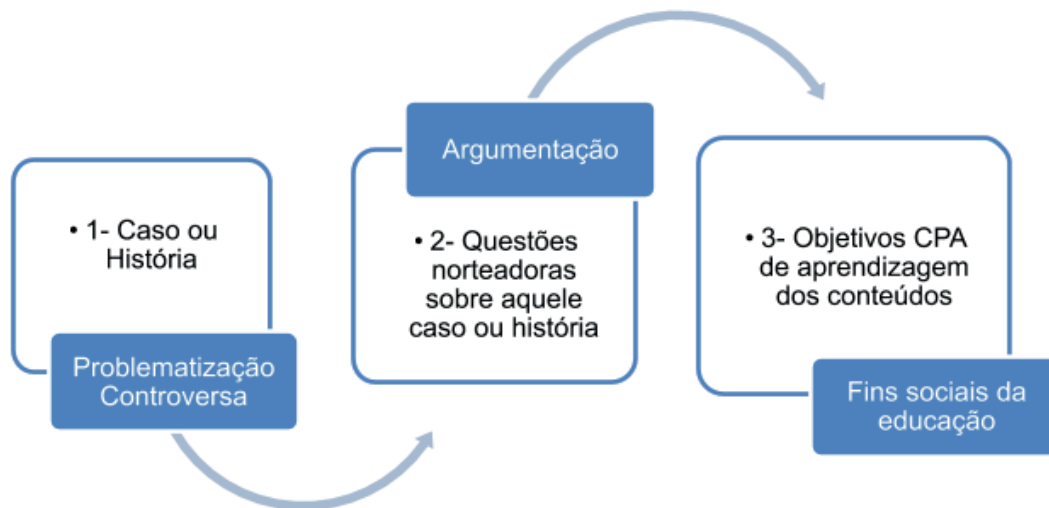 • 1- Caso ou
História
Problematização
Controversa
Argumentação
• 2- Questões
norteadoras
sobre aquele
caso ou história
• 3- Objetivos CPA
de aprendizagem
dos conteúdos
Fins sociais da
educação